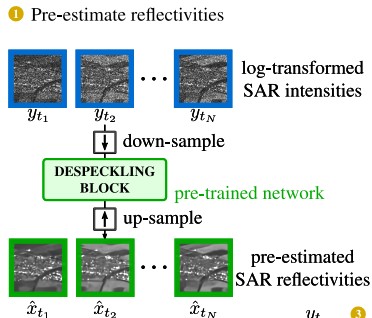 1 Pre-estimate reflectivities
log-transformed
SAR intensities
y_{t_1} y_{t_2} ... y_{t_N}
down-sample
DESPECKLING
BLOCK
pre-trained network
up-sample
pre-estimated
SAR reflectivities
x̂_{t_1} x̂_{t_2} ... x̂_{t_N} y_t 3